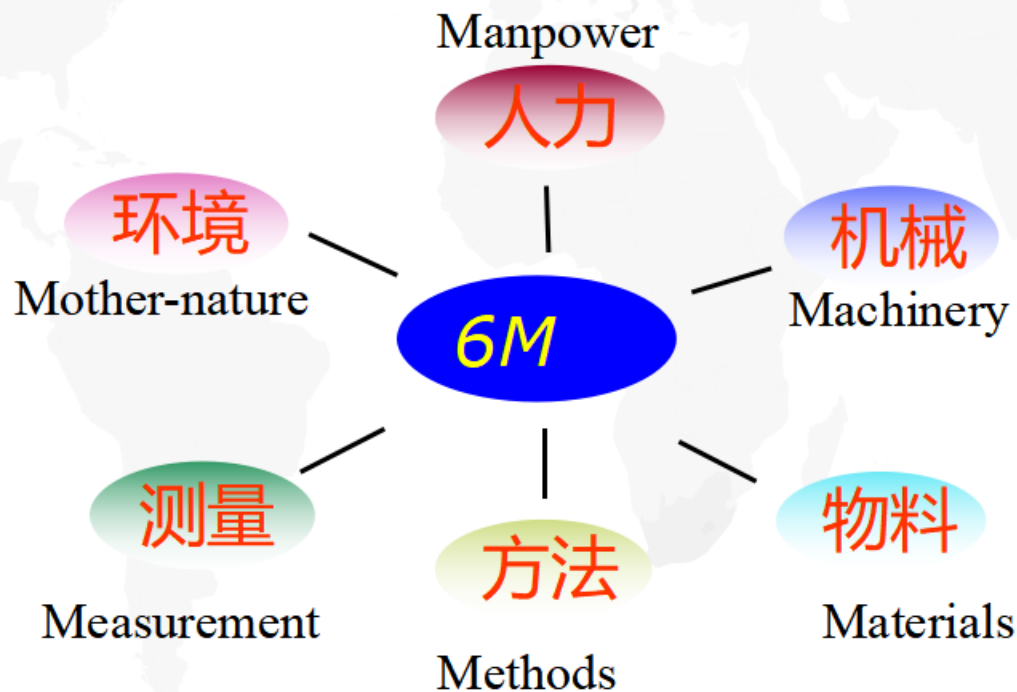 Manpower
人力
环境
Mother-nature
机械
Machinery
6M
测量
Measurement
方法
Methods
物料
Materials